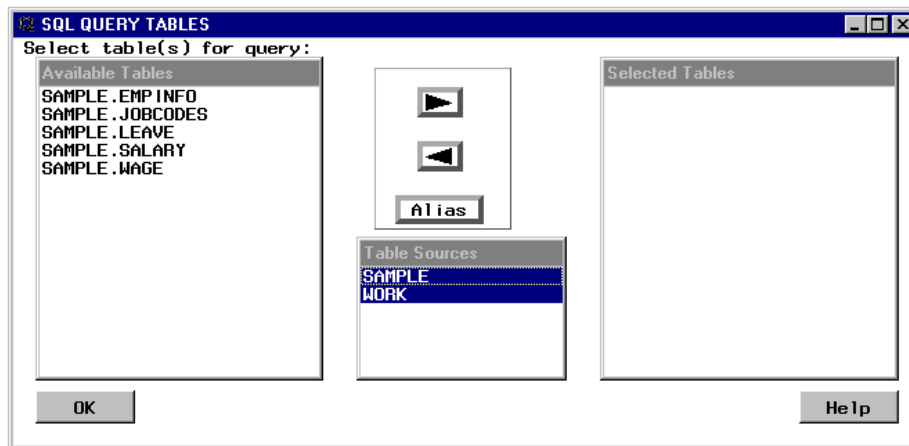 SQL QUERY TABLES
Select table(s) for query:
Available Tables
SAMPLE.EMPINFO
SAMPLE.JOBCODES
SAMPLE.LEAVE
SAMPLE.SALARY
SAMPLE.WAGE
Alias
Table Sources
SAMPLE
WORK
Selected Tables
OK
Help